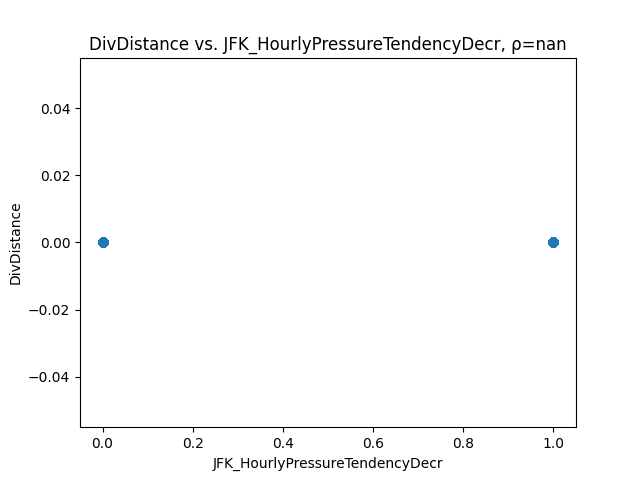 DivDistance vs. JFK_HourlyPressureTendencyDecr, ρ=nan
0.04
0.02
0.00
−0.02
−0.04
DivDistance
0.0 0.2 0.4 0.6 0.8 1.0
JFK_HourlyPressureTendencyDecr